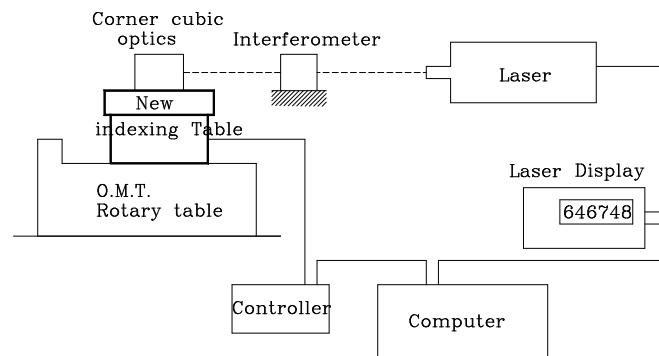 Corner cubic
optics
Interferometer
Laser
New
indexing Table
Laser Display
646748
O.M.T.
Rotary table
Controller
Computer